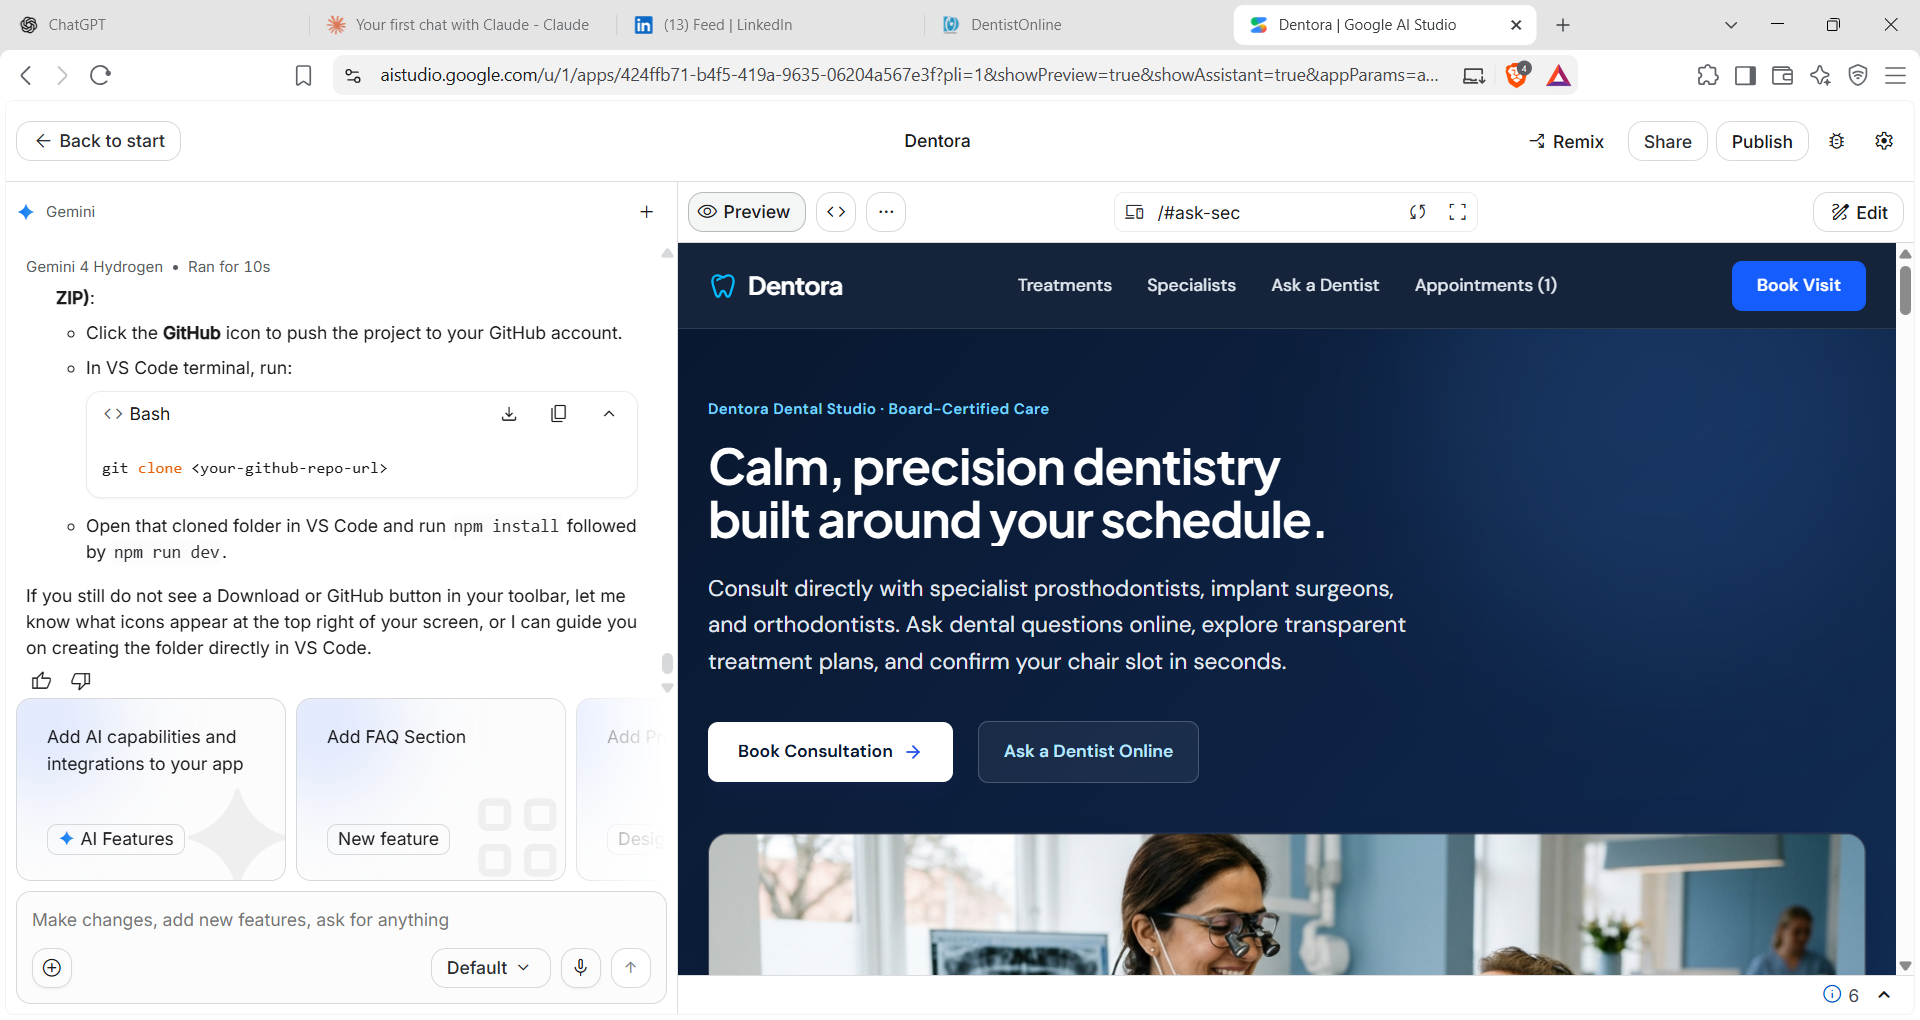 ChatGPT
Your first chat with Claude - Claude
(13) Feed | LinkedIn
DentistOnline
Dentora | Google AI Studio
aistudio.google.com/u/1/apps/424ffb71-b4f5-419a-9635-06204a567e3f?pli=1&showPreview=true&showAssistant=true&appParams=a...
4
Back to start
Dentora
Remix
Share
Publish
Gemini
Gemini 4 Hydrogen • Ran for 10s
ZIP):
Click the GitHub icon to push the project to your GitHub account.
In VS Code terminal, run:
<> Bash
git clone <your-github-repo-url>
Open that cloned folder in VS Code and run npm install followed
by npm run dev.
If you still do not see a Download or GitHub button in your toolbar, let me
know what icons appear at the top right of your screen, or I can guide you
on creating the folder directly in VS Code.
Add AI capabilities and
integrations to your app
AI Features
Add FAQ Section
New feature
Add Pr
Desig
Make changes, add new features, ask for anything
Default
Preview
/#ask-sec
Edit
Dentora
Treatments
Specialists
Ask a Dentist
Appointments (1)
Book Visit
Dentora Dental Studio · Board-Certified Care
Calm, precision dentistry
built around your schedule.
Consult directly with specialist prosthodontists, implant surgeons,
and orthodontists. Ask dental questions online, explore transparent
treatment plans, and confirm your chair slot in seconds.
Book Consultation →
Ask a Dentist Online
6